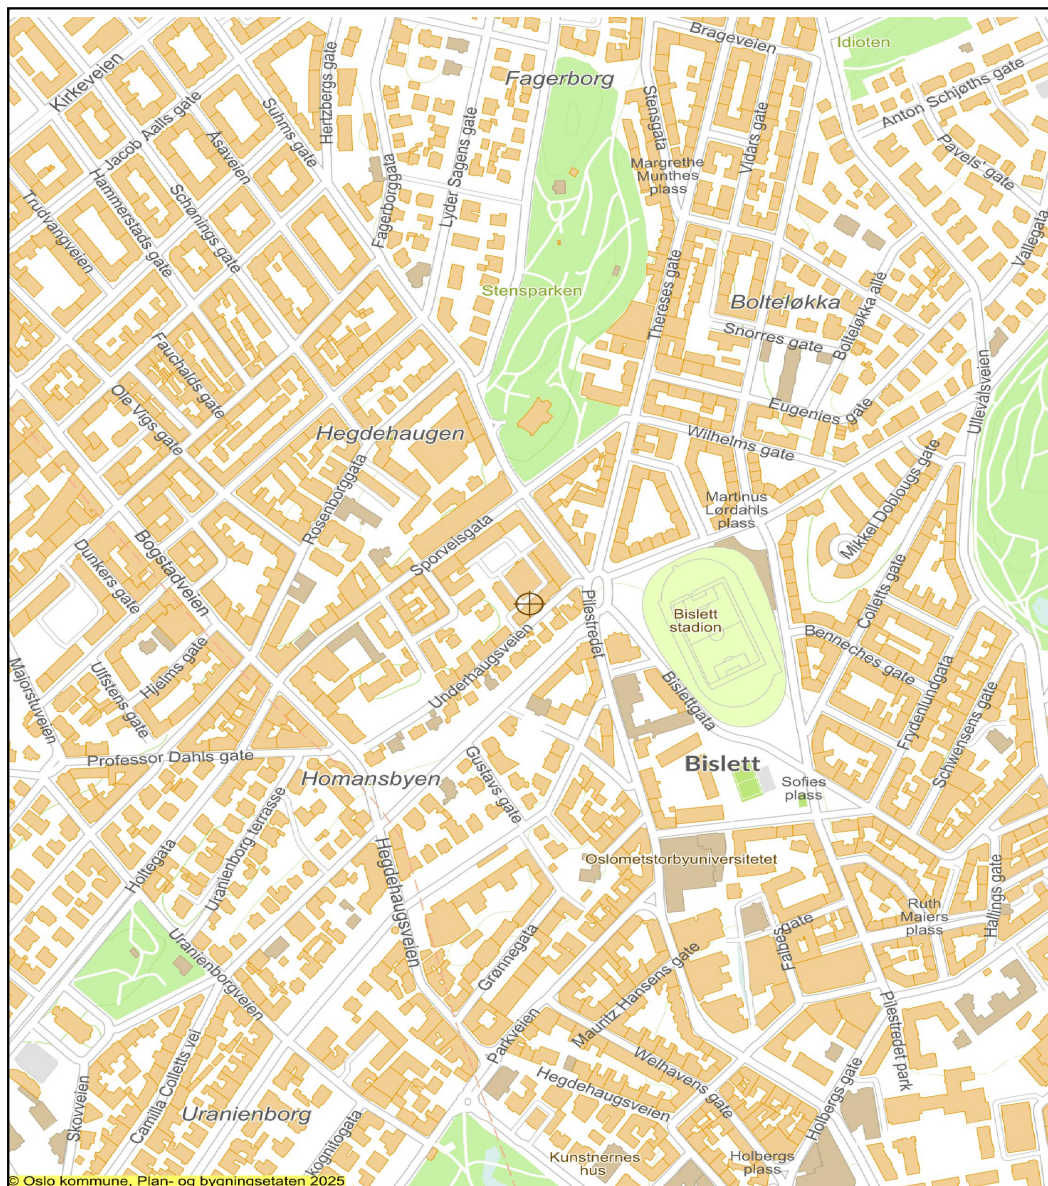 Brageveien
Idioten
Kirkeveien
Hertzbergs gate
Fagerborg
Anton Schjøths gate
Jacob Aalls gate
Suhms gate
Stensgata
Vidars gate
Åsaveien
Pavels' gate
Margrethe
Munthes
plass
Lyder Sagens gate
Fagerborggata
Hammerstads gate
Trudvangveien
Schønings gate
Vallegata
Stensparken
Thereses gate
Bolteløkka
Bolteløkka allé
Snorres gate
Fauchalds gate
Ullevålsveien
Ole Vigs gate
Eugenies gate
Hegdehaugen
Wilhelms gate
Rosenborggata
Mikkel Doblougs gate
Martinus
Lørdahls
plass
Sporveisgata
Bogstadveien
Dunkers gate
Colletts gate
Pilestredet
Bislett
stadion
Underhaugsveien
Benneches gate
Hjelms gate
Ulfstens gate
Majorstuveien
Bislettgata
Frydenlundgata
Schwensens gate
Professor Dahls gate
Homansbyen
Gustavs gate
Bislett
Sofies
plass
Uranienborg terrasse
Holtegata
Hegdehaugsveien
Oslometstorbyuniversitetet
Hallings gate
Ruth
Maiers
plass
Falbes gate
Uranienborgveien
Grønnegata
Mauritz Hansens gate
Pilestredet park
Parkveien
Camilla Colletts vei
Skovveien
Welhavens gate
Hegdehaugsveien
Holbergs gate
Uranienborg
kognitogata
Kunstnernes
hus
Holbergs
plass
© Oslo kommune, Plan- og bygningsetaten 2025